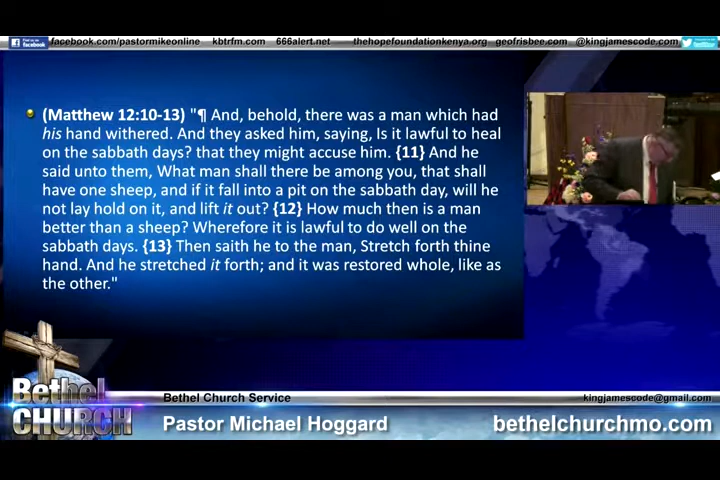 facebook.com/pastormikeonline kbtrfm.com 666alert.net thehopefoundationkenya.org geofrisbee.com @kingjamescode.com
(Matthew 12:10-13) "¶ And, behold, there was a man which had
his hand withered. And they asked him, saying, Is it lawful to heal
on the sabbath days? that they might accuse him. {11} And he
said unto them, What man shall there be among you, that shall
have one sheep, and if it fall into a pit on the sabbath day, will he
not lay hold on it, and lift it out? {12} How much then is a man
better than a sheep? Wherefore it is lawful to do well on the
sabbath days. {13} Then saith he to the man, Stretch forth thine
hand. And he stretched it forth; and it was restored whole, like as
the other."
Bethel
CHURCH
Bethel Church Service
kingjamescode@gmail.com
Pastor Michael Hoggard
bethelchurchmo.com